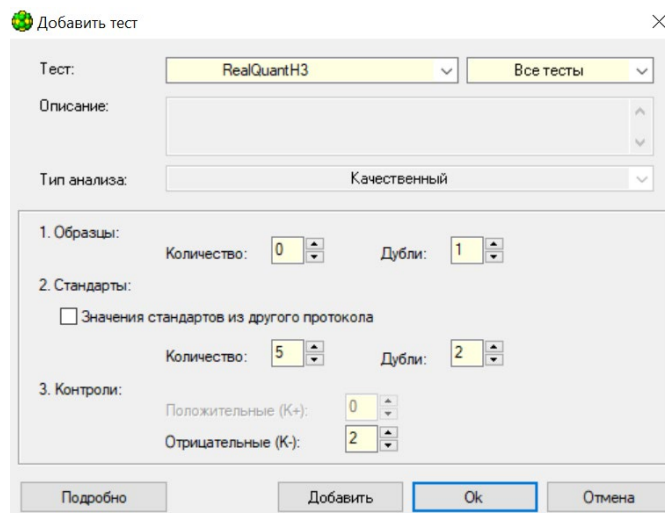 Добавить тест
Тест: RealQuantH3 Все тесты
Описание:
Тип анализа: Качественный
1. Образцы:
Количество: 0 Дубли: 1
2. Стандарты:
Значения стандартов из другого протокола
Количество: 5 Дубли: 2
3. Контроли:
Положительные (K+): 0
Отрицательные (K-): 2
Подробно Добавить Ok Отмена